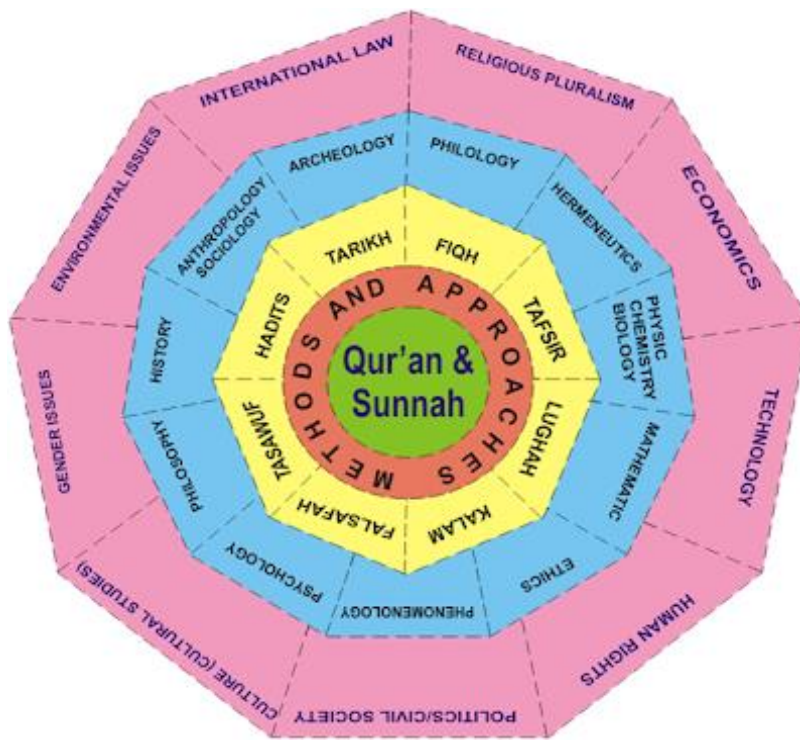 Qur'an &
Sunnah
METHODS AND APPROACHES
TARIKH
FIQH
TAFSIR
LUGHAH
KALAM
FALSAFAH
TASAWUF
HADITS
ARCHEOLOGY
PHILOLOGY
HERMENEUTICS
PHYSIC
CHEMISTRY
BIOLOGY
MATHEMATIC
ETHICS
PHENOMENOLOGY
PSYCHOLOGY
PHILOSOPHY
HISTORY
ANTHROPOLOGY
SOCIOLOGY
INTERNATIONAL LAW
RELIGIOUS PLURALISM
ECONOMICS
TECHNOLOGY
HUMAN RIGHTS
POLITICS/CIVIL SOCIETY
CULTURE (CULTURAL STUDIES)
GENDER ISSUES
ENVIRONMENTAL ISSUES